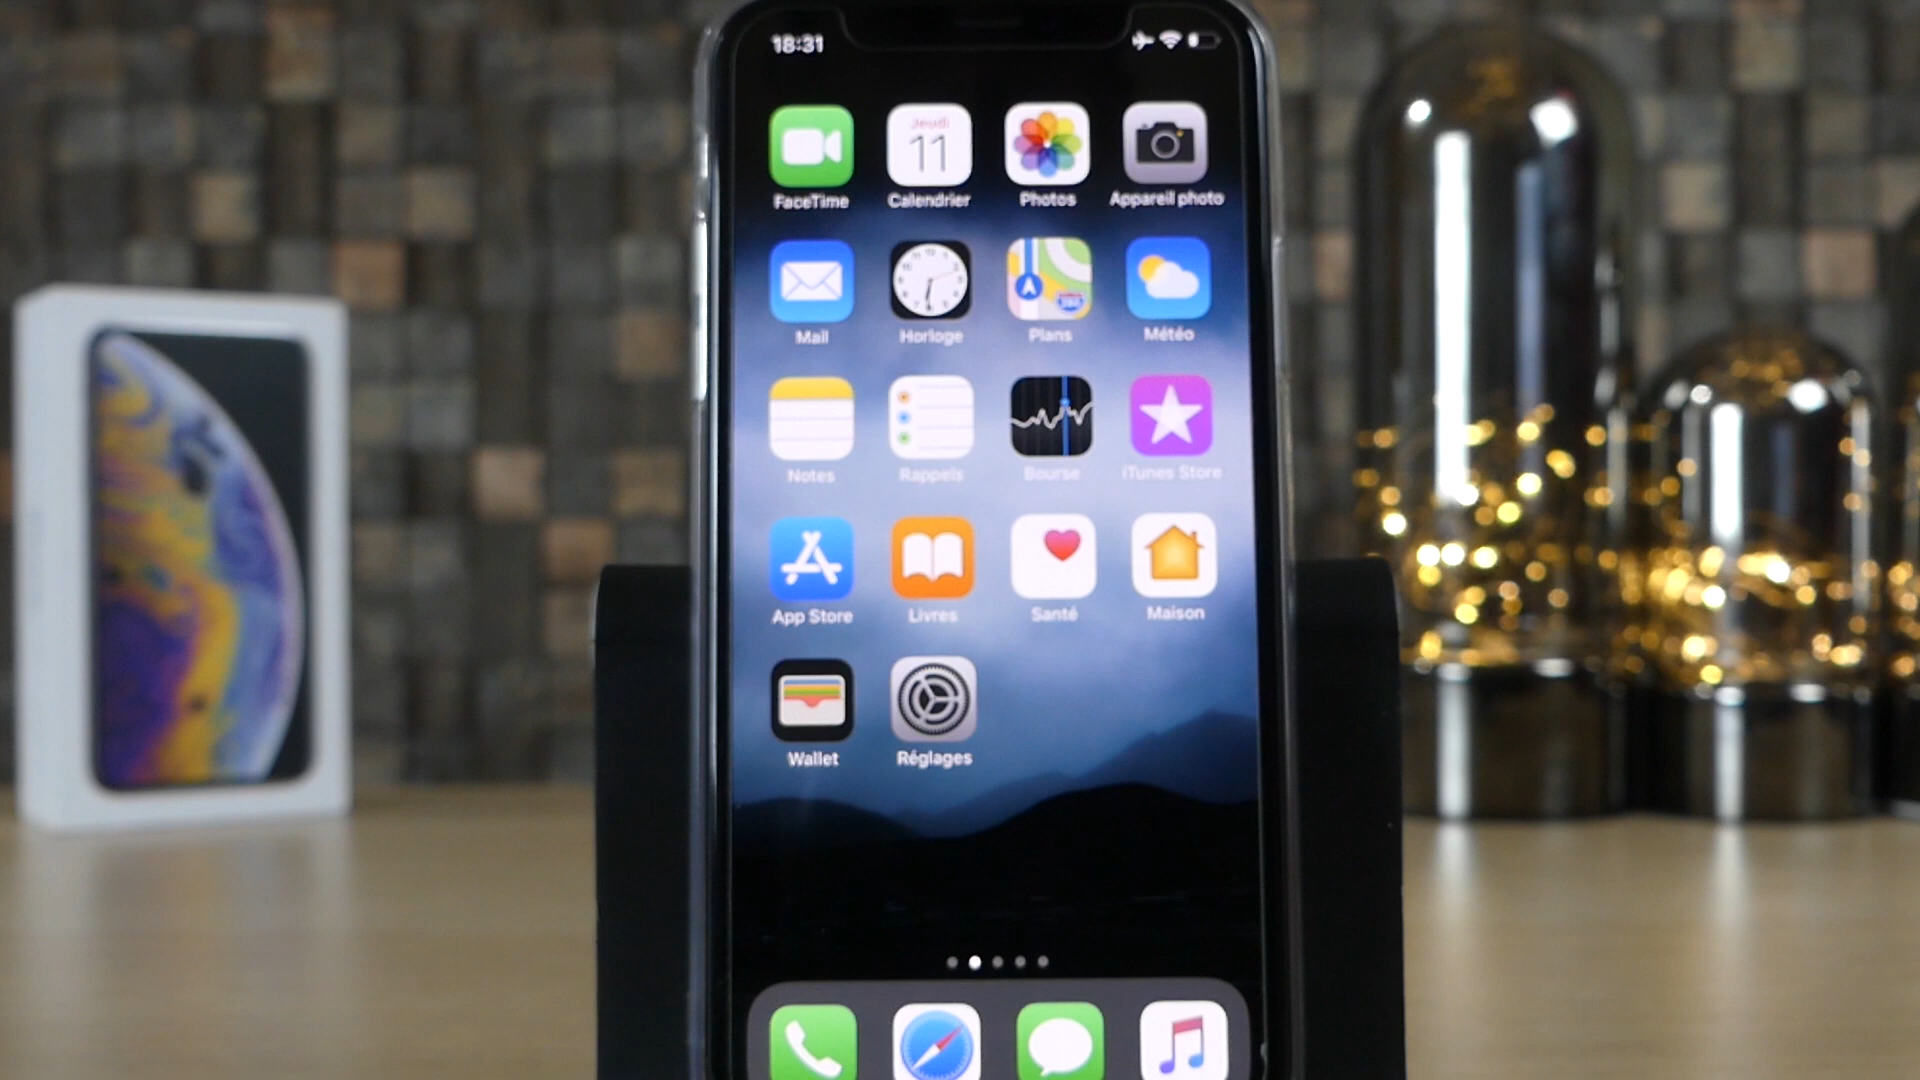 18:31
Jeudi
11
FaceTime Calendrier Photos Appareil photo
Mail Horloge Plans Météo
Notes Rappels Bourse iTunes Store
App Store Livres Santé Maison
Wallet Réglages